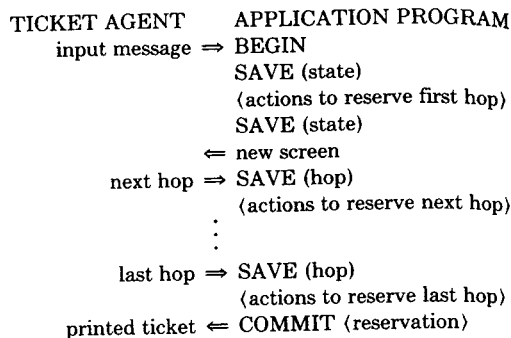 TICKET AGENT APPLICATION PROGRAM
input message ⇒ BEGIN
SAVE (state)
⟨actions to reserve first hop⟩
SAVE (state)
⇐ new screen
next hop ⇒ SAVE (hop)
⟨actions to reserve next hop⟩
⋮
last hop ⇒ SAVE (hop)
⟨actions to reserve last hop⟩
printed ticket ⇐ COMMIT ⟨reservation⟩